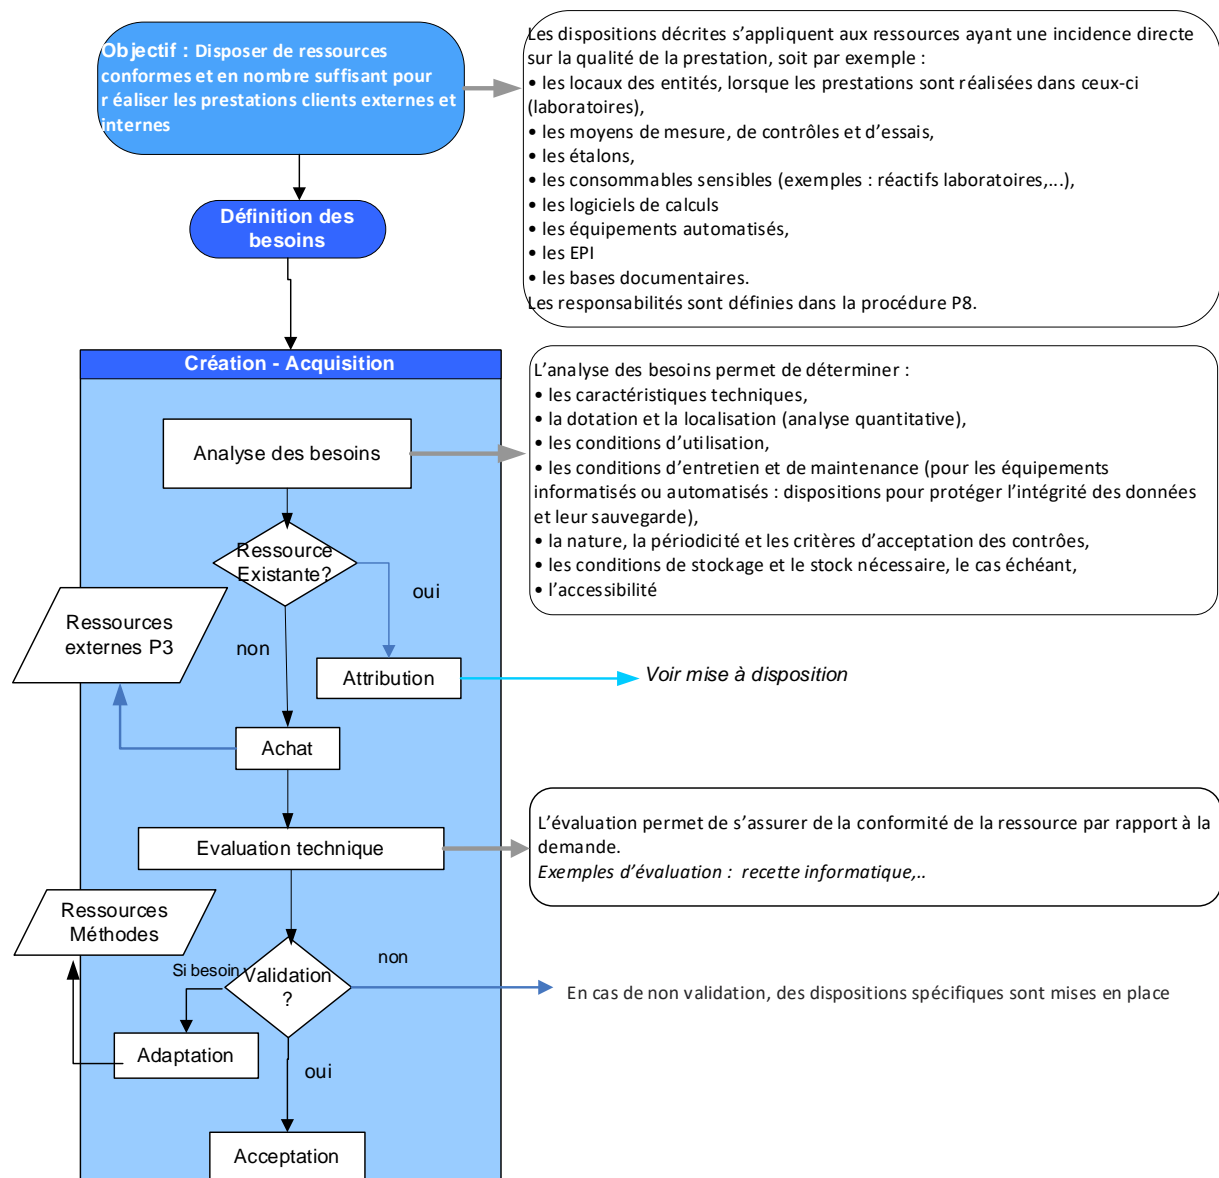 Objectif : Disposer de ressources
conformes et en nombre suffisant pour
r éaliser les prestations clients externes et
internes
Les dispositions décrites s’appliquent aux ressources ayant une incidence directe
sur la qualité de la prestation, soit par exemple :
• les locaux des entités, lorsque les prestations sont réalisées dans ceux-ci
(laboratoires),
• les moyens de mesure, de contrôles et d’essais,
• les étalons,
• les consommables sensibles (exemples : réactifs laboratoires,...),
• les logiciels de calculs
• les équipements automatisés,
• les EPI
• les bases documentaires.
Les responsabilités sont définies dans la procédure P8.
Définition des
besoins
Création - Acquisition
Analyse des besoins
L’analyse des besoins permet de déterminer :
• les caractéristiques techniques,
• la dotation et la localisation (analyse quantitative),
• les conditions d’utilisation,
• les conditions d’entretien et de maintenance (pour les équipements
informatisés ou automatisés : dispositions pour protéger l’intégrité des données
et leur sauvegarde),
• la nature, la périodicité et les critères d’acceptation des contrôes,
• les conditions de stockage et le stock nécessaire, le cas échéant,
• l’accessibilité
Ressource
Existante?
oui
non
Ressources
externes P3
Attribution
Voir mise à disposition
Achat
Evaluation technique
L’évaluation permet de s’assurer de la conformité de la ressource par rapport à la
demande.
Exemples d’évaluation : recette informatique,..
Ressources
Méthodes
Si besoin
Validation
?
non
En cas de non validation, des dispositions spécifiques sont mises en place
Adaptation
oui
Acceptation